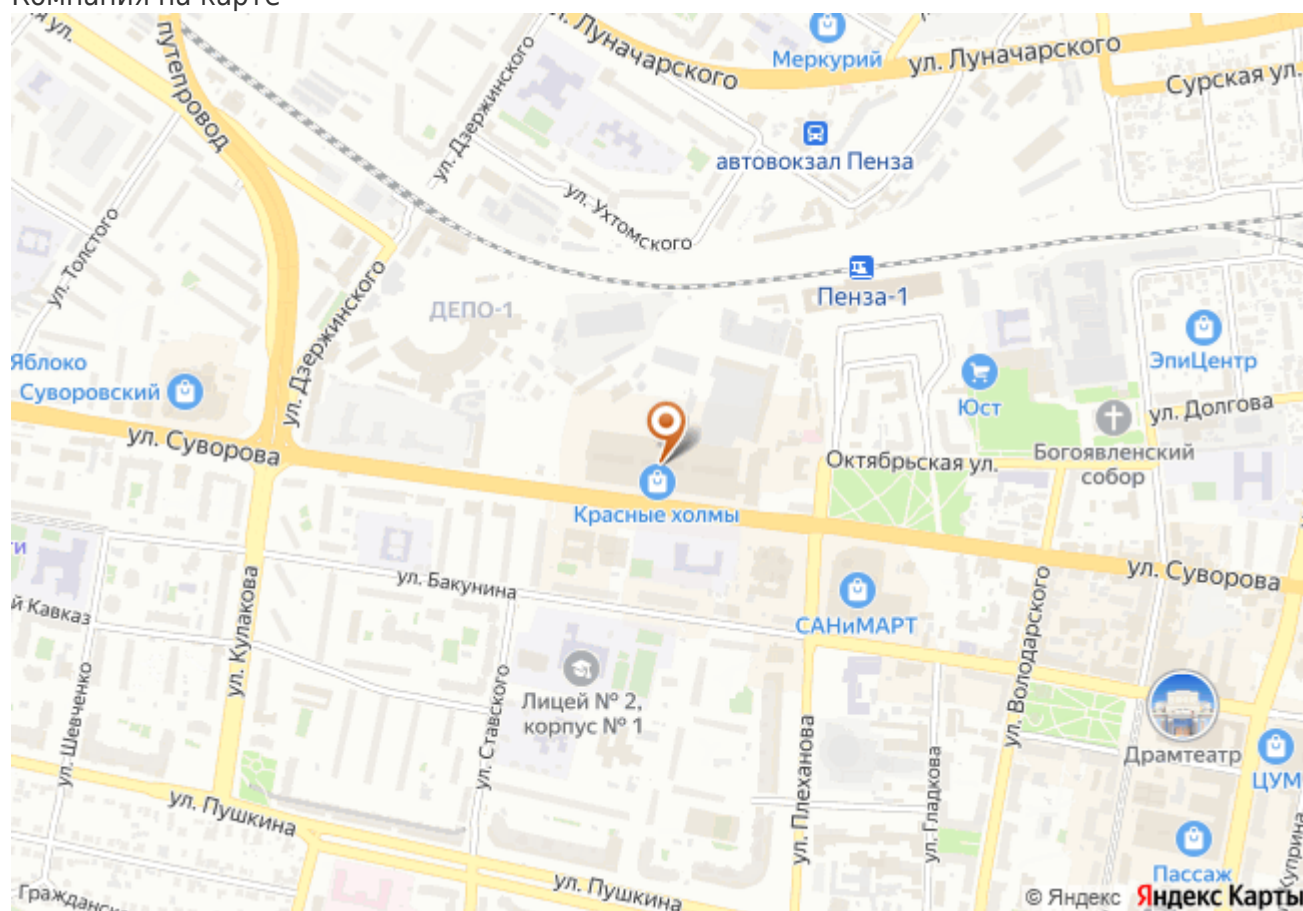 Компания на карте
ул. Луначарского
Меркурий
ул. Луначарского
Сурская ул.
путепровод
ул. Дзержинского
автовокзал Пенза
ул. Ухтомского
ул. Толстого
Пенза-1
ДЕПО-1
ул. Дзержинского
Яблоко
Суворовский
ЭпиЦентр
Юст
ул. Долгова
ул. Суворова
Октябрьская ул.
Богоявленский
собор
Красные холмы
ул. Суворова
ул. Бакунина
САНиМАРТ
й Кавказ
ул. Кулакова
ул. Володарского
Лицей № 2,
корпус № 1
ул. Шевченко
ул. Ставского
ул. Плеханова
ул. Гладкова
Драмтеатр
ЦУМ
ул. Пушкина
Пассаж
ул. Пушкина
Куприна
© Яндекс Яндекс Карты